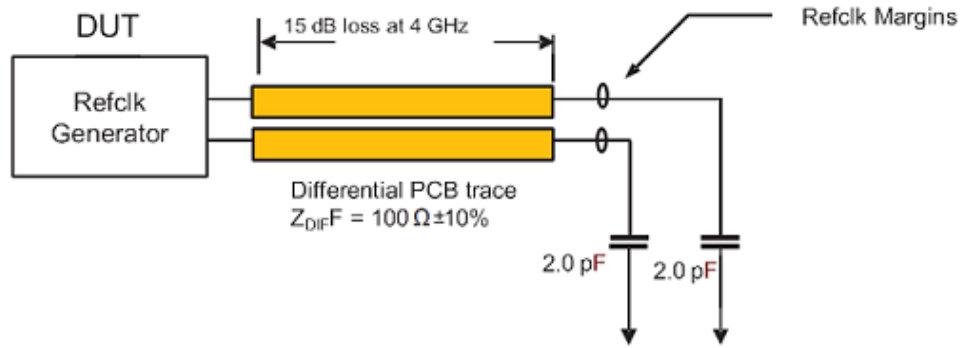 DUT
15 dB loss at 4 GHz
Refclk Margins
Refclk
Generator
Differential PCB trace
ZDIFF = 100 Ω±10%
2.0 pF
2.0 pF